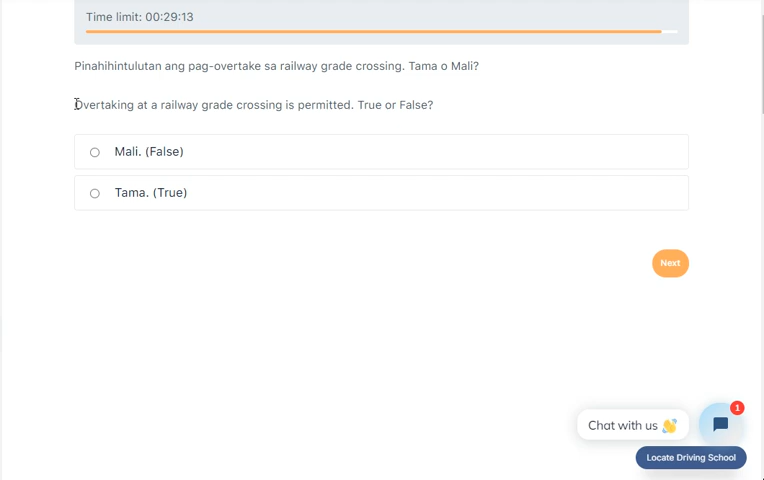 Time limit: 00:29:13
Pinahihintulutan ang pag-overtake sa railway grade crossing. Tama o Mali?
Overtaking at a railway grade crossing is permitted. True or False?
Mali. (False)
Tama. (True)
Next
1
Chat with us 👋
Locate Driving School